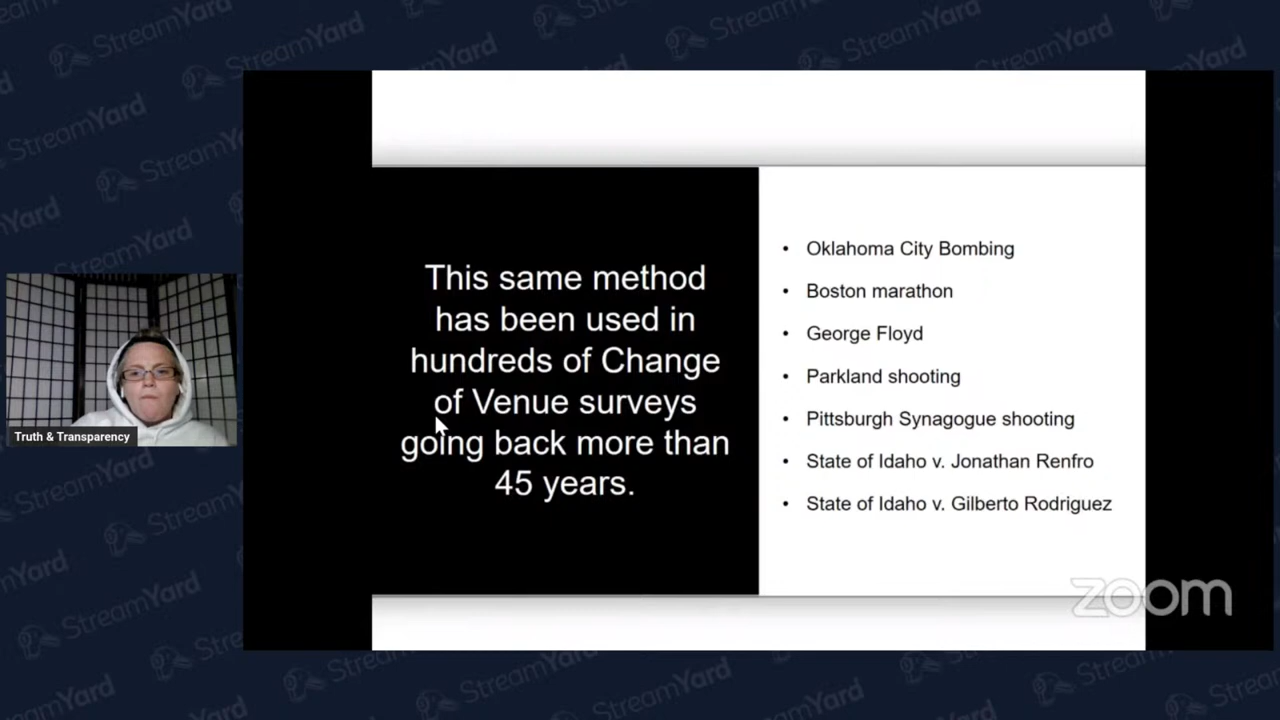 This same method
has been used in
hundreds of Change
of Venue surveys
going back more than
45 years.
• Oklahoma City Bombing
• Boston marathon
• George Floyd
• Parkland shooting
• Pittsburgh Synagogue shooting
• State of Idaho v. Jonathan Renfro
• State of Idaho v. Gilberto Rodriguez
Truth & Transparency
zoom
StreamYard